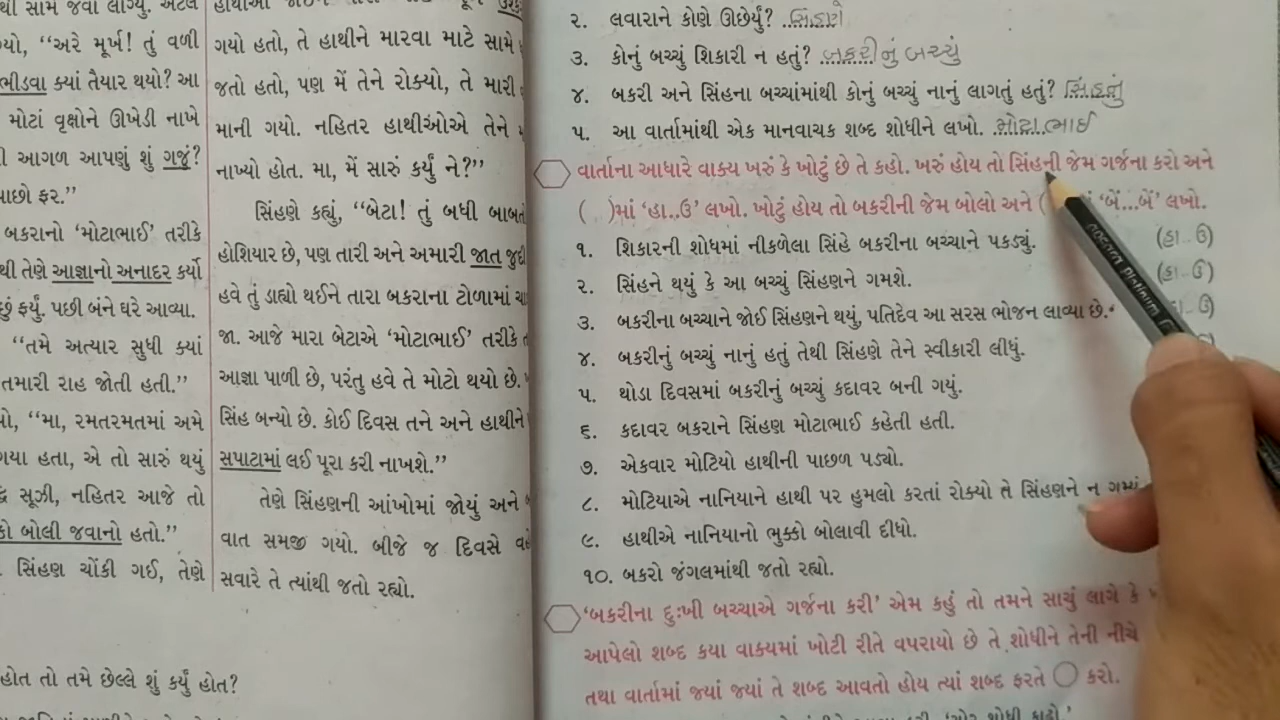 થી સામે જવા લાગ્યું. એટલે
યો, “અરે મૂર્ખ! તું વળી
ભીડવા ક્યાં તૈયાર થયો? આ
મોટાં વૃક્ષોને ઊખેડી નાખે
ી આગળ આપણું શું ગજું?
પાછો ફર.”
બકરાનો ‘મોટાભાઈ’ તરીકે
થી તેણે આજ્ઞાનો અનાદર કર્યો
છું ફર્યું. પછી બંને ઘરે આવ્યા.
“તમે અત્યાર સુધી ક્યાં
તમારી રાહ જોતી હતી.”
યો, “મા, રમતરમતમાં અમે
ગયા હતા, એ તો સારું થયું
સૂઝી, નહિતર આજે તો
કો બોલી જવાનો હતો.”
સિંહણ ચોંકી ગઈ, તેણે
હોત તો તમે છેલ્લે શું કર્યું હોત?
ગયો હતો, તે હાથીને મારવા માટે સામે
જતો હતો, પણ મેં તેને રોક્યો, તે મારી
માની ગયો. નહિતર હાથીઓએ તેને
નાખ્યો હોત. મા, મેં સારું કર્યું ને?”
સિંહણે કહ્યું, “બેટા! તું બધી બાબત
હોશિયાર છે, પણ તારી અને અમારી જાત જુદી
હવે તું ડાહ્યો થઈને તારા બકરાના ટોળામાં
જા. આજે મારા બેટાએ ‘મોટાભાઈ’ તરીકે
આજ્ઞા પાળી છે, પરંતુ હવે તે મોટો થયો છે.
સિંહ બન્યો છે. કોઈ દિવસ તને અને હાથીને
સપાટામાં લઈ પૂરા કરી નાખશે.”
તેણે સિંહણની આંખોમાં જોયું અને
વાત સમજી ગયો. બીજે જ દિવસે
સવારે તે ત્યાંથી જતો રહ્યો.
૨. લવારાને કોણે ઊછેર્યું? સિંહણે
૩. કોનું બચ્ચું શિકારી ન હતું? બકરીનું બચ્ચું
૪. બકરી અને સિંહના બચ્ચાંમાંથી કોનું બચ્ચું નાનું લાગતું હતું? સિંહનું
૫. આ વાર્તામાંથી એક માનવાચક શબ્દ શોધીને લખો. મોટાભાઈ
વાર્તાના આધારે વાક્ય ખરું કે ખોટું છે તે કહો. ખરું હોય તો સિંહની જેમ ગર્જના કરો અને
( )માં ‘હા..ઉ’ લખો. ખોટું હોય તો બકરીની જેમ બોલો અને ( ‘બેં...બેં’ લખો.
૧. શિકારની શોધમાં નીકળેલા સિંહે બકરીના બચ્ચાને પકડ્યું. (હા..ઉ)
૨. સિંહને થયું કે આ બચ્ચું સિંહણને ગમશે. (હા..ઉ)
૩. બકરીના બચ્ચાને જોઈ સિંહણને થયું, પતિદેવ આ સરસ ભોજન લાવ્યા છે. હા..ઉ)
૪. બકરીનું બચ્ચું નાનું હતું તેથી સિંહણે તેને સ્વીકારી લીધું.
૫. થોડા દિવસમાં બકરીનું બચ્ચું કદાવર બની ગયું.
૬. કદાવર બકરાને સિંહણ મોટાભાઈ કહેતી હતી.
૭. એકવાર મોટિયો હાથીની પાછળ પડ્યો.
૮. મોટિયાએ નાનિયાને હાથી પર હુમલો કરતાં રોક્યો તે સિંહણને ન
૯. હાથીએ નાનિયાનો ભુક્કો બોલાવી દીધો.
૧૦. બકરો જંગલમાંથી જતો રહ્યો.
‘બકરીના દુઃખી બચ્ચાએ ગર્જના કરી’ એમ કહું તો તમને સાચું લાગે કે
આપેલો શબ્દ કયા વાક્યમાં ખોટી રીતે વપરાયો છે તે શોધીને તેની નીચે
તથા વાર્તામાં જ્યાં જ્યાં તે શબ્દ આવતો હોય ત્યાં શબ્દ ફરતે કરો.